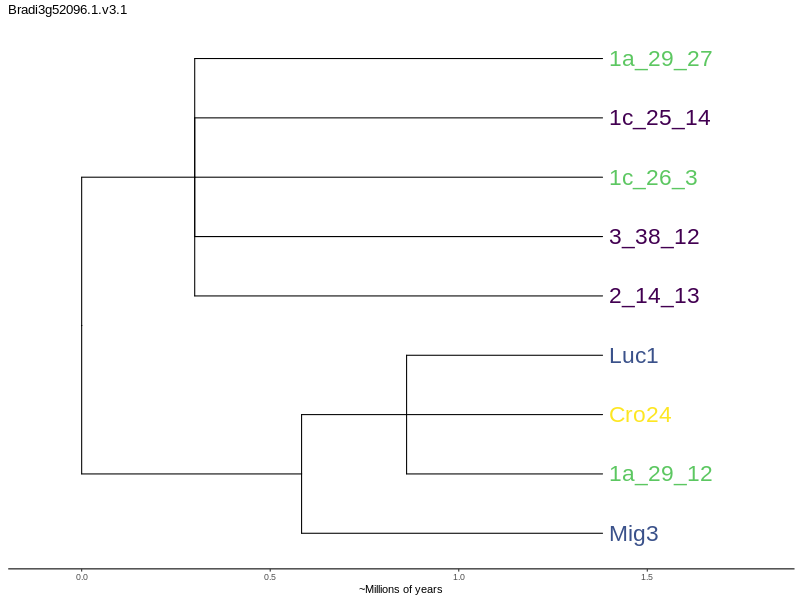 Bradi3g52096.1.v3.1
1a_29_27
1c_25_14
1c_26_3
3_38_12
2_14_13
Luc1
Cro24
1a_29_12
Mig3
0.0 0.5 1.0 1.5
~Millions of years